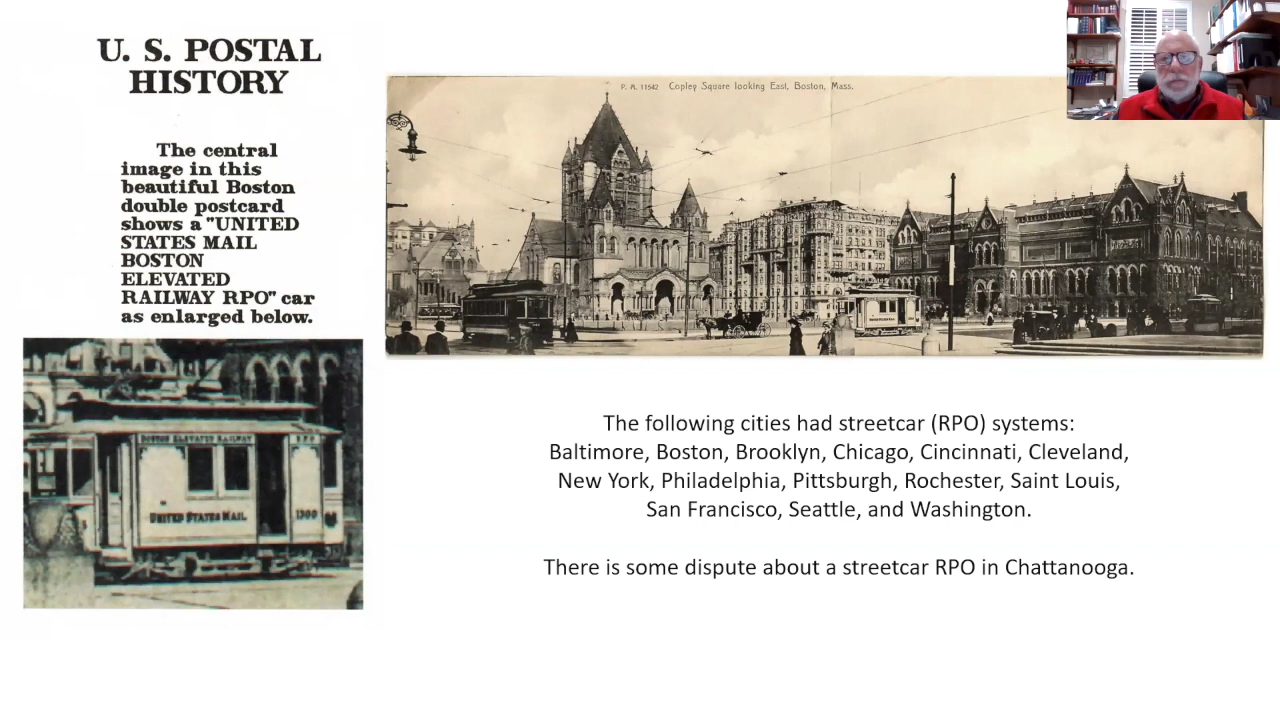 U. S. POSTAL
HISTORY
The central
image in this
beautiful Boston
double postcard
shows a "UNITED
STATES MAIL
BOSTON
ELEVATED
RAILWAY RPO" car
as enlarged below.
P. R. 11542 Copley Square looking East, Boston, Mass.
BOSTON ELEVATED RAILWAY
R.P.O
UNITED STATES MAIL
1300
The following cities had streetcar (RPO) systems:
Baltimore, Boston, Brooklyn, Chicago, Cincinnati, Cleveland,
New York, Philadelphia, Pittsburgh, Rochester, Saint Louis,
San Francisco, Seattle, and Washington.
There is some dispute about a streetcar RPO in Chattanooga.